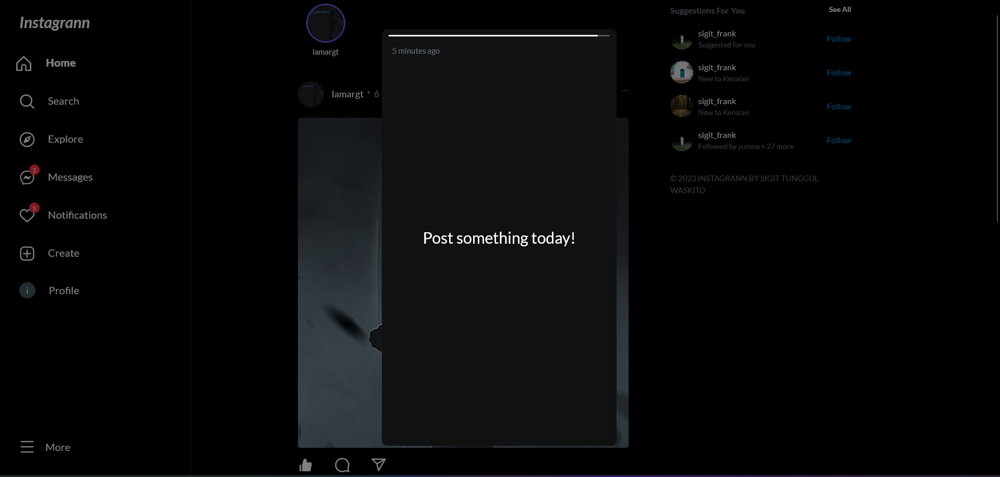 Instagrann
Home
Search
Explore
2
Messages
5
Notifications
Create
i
Profile
More
lamargt
lamargt • 6
...
5 minutes ago
Post something today!
Suggestions For You
See All
sigit_frank
Suggested for you
Follow
sigit_frank
New to Kenalan
Follow
sigit_frank
New to Kenalan
Follow
sigit_frank
Followed by yumna + 27 more
Follow
© 2023 INSTAGRANN BY SIGIT TUNGGUL
WASKITO